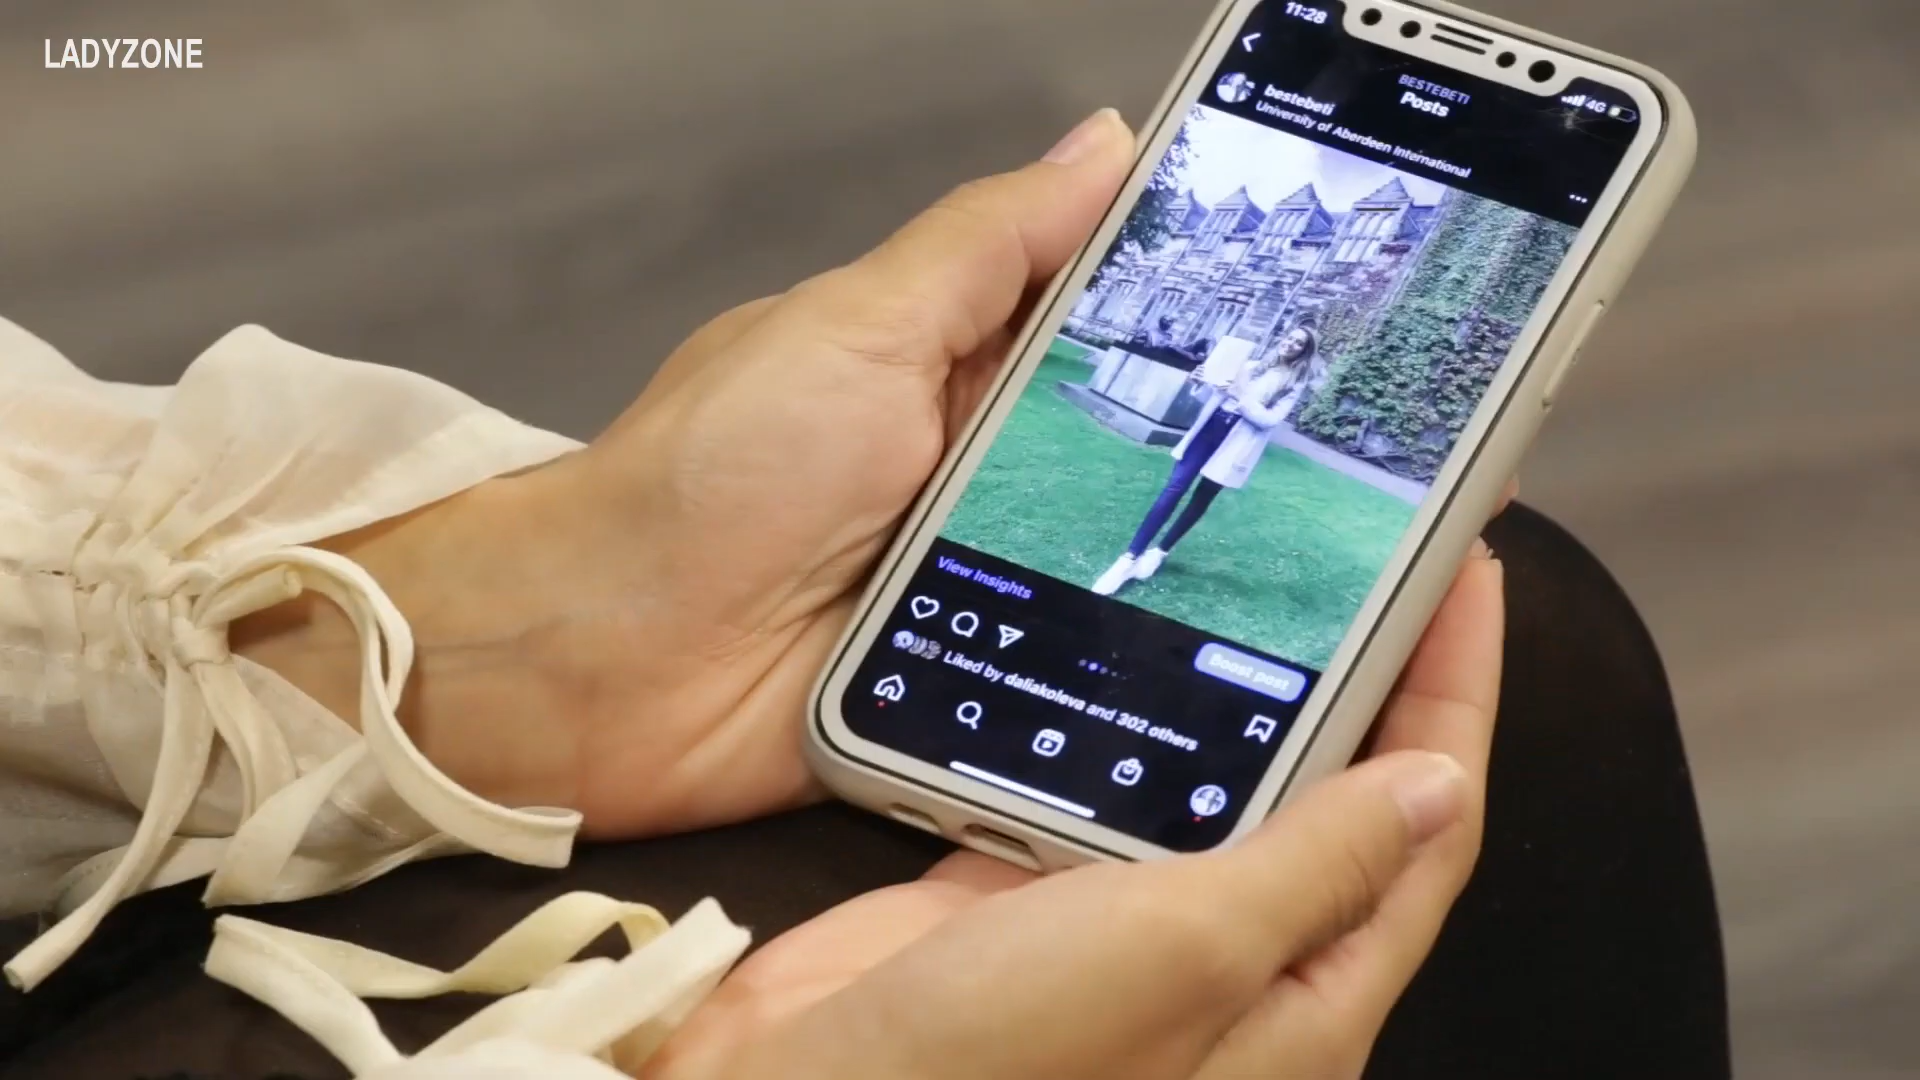 LADYZONE
11:28
4G
BESTEBETI
Posts
bestebeti
University of Aberdeen International
View Insights
Boost post
Liked by daliakoleva and 302 others